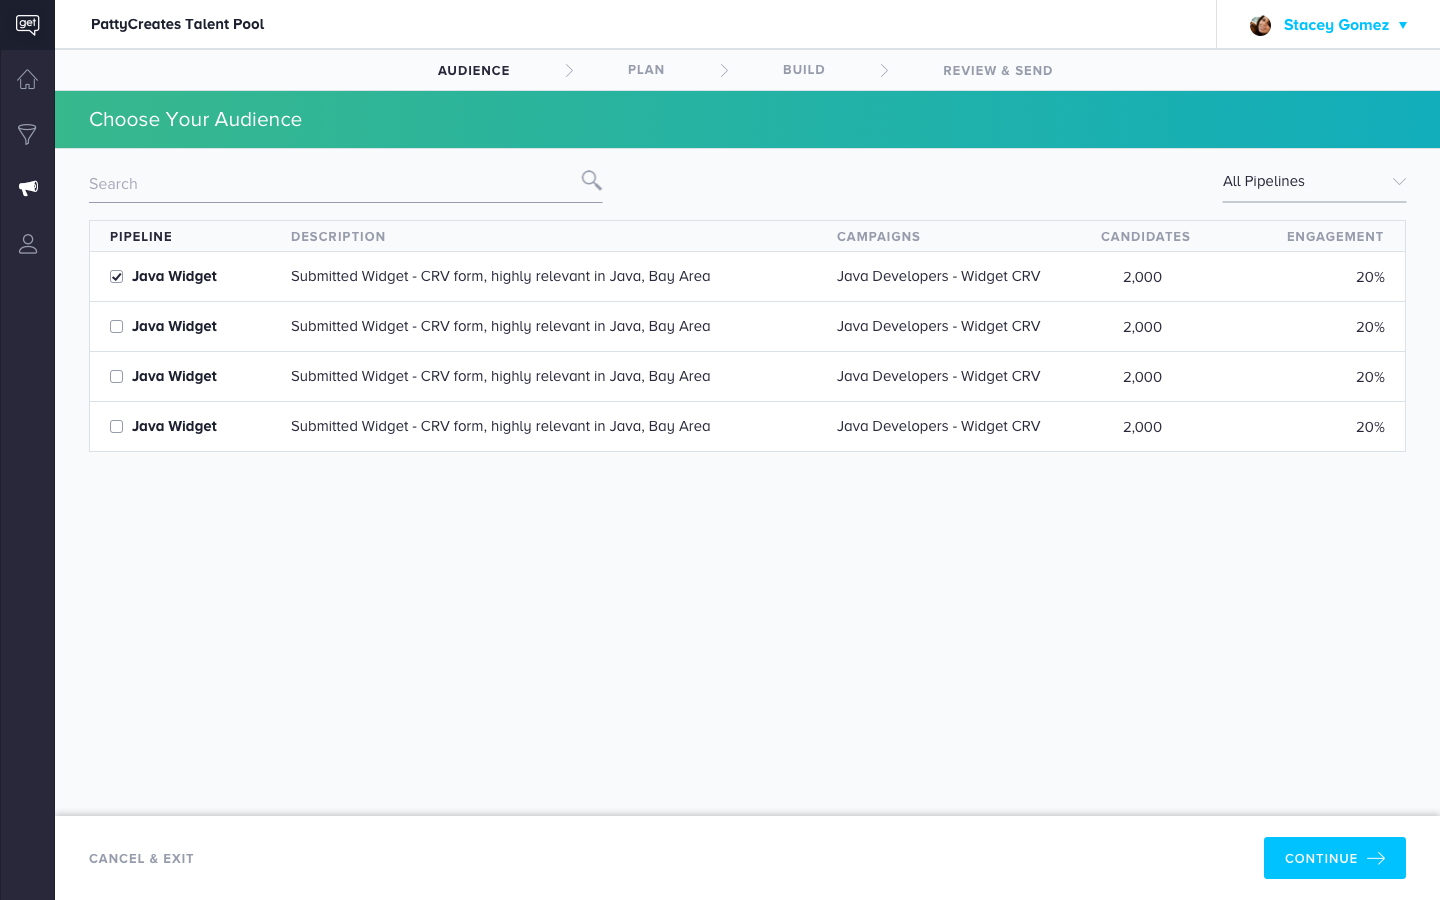 get
PattyCreates Talent Pool
Stacey Gomez
AUDIENCE PLAN BUILD REVIEW & SEND
Choose Your Audience
Search
All Pipelines
PIPELINE DESCRIPTION CAMPAIGNS CANDIDATES ENGAGEMENT
Java Widget Submitted Widget - CRV form, highly relevant in Java, Bay Area Java Developers - Widget CRV 2,000 20%
Java Widget Submitted Widget - CRV form, highly relevant in Java, Bay Area Java Developers - Widget CRV 2,000 20%
Java Widget Submitted Widget - CRV form, highly relevant in Java, Bay Area Java Developers - Widget CRV 2,000 20%
Java Widget Submitted Widget - CRV form, highly relevant in Java, Bay Area Java Developers - Widget CRV 2,000 20%
CANCEL & EXIT
CONTINUE